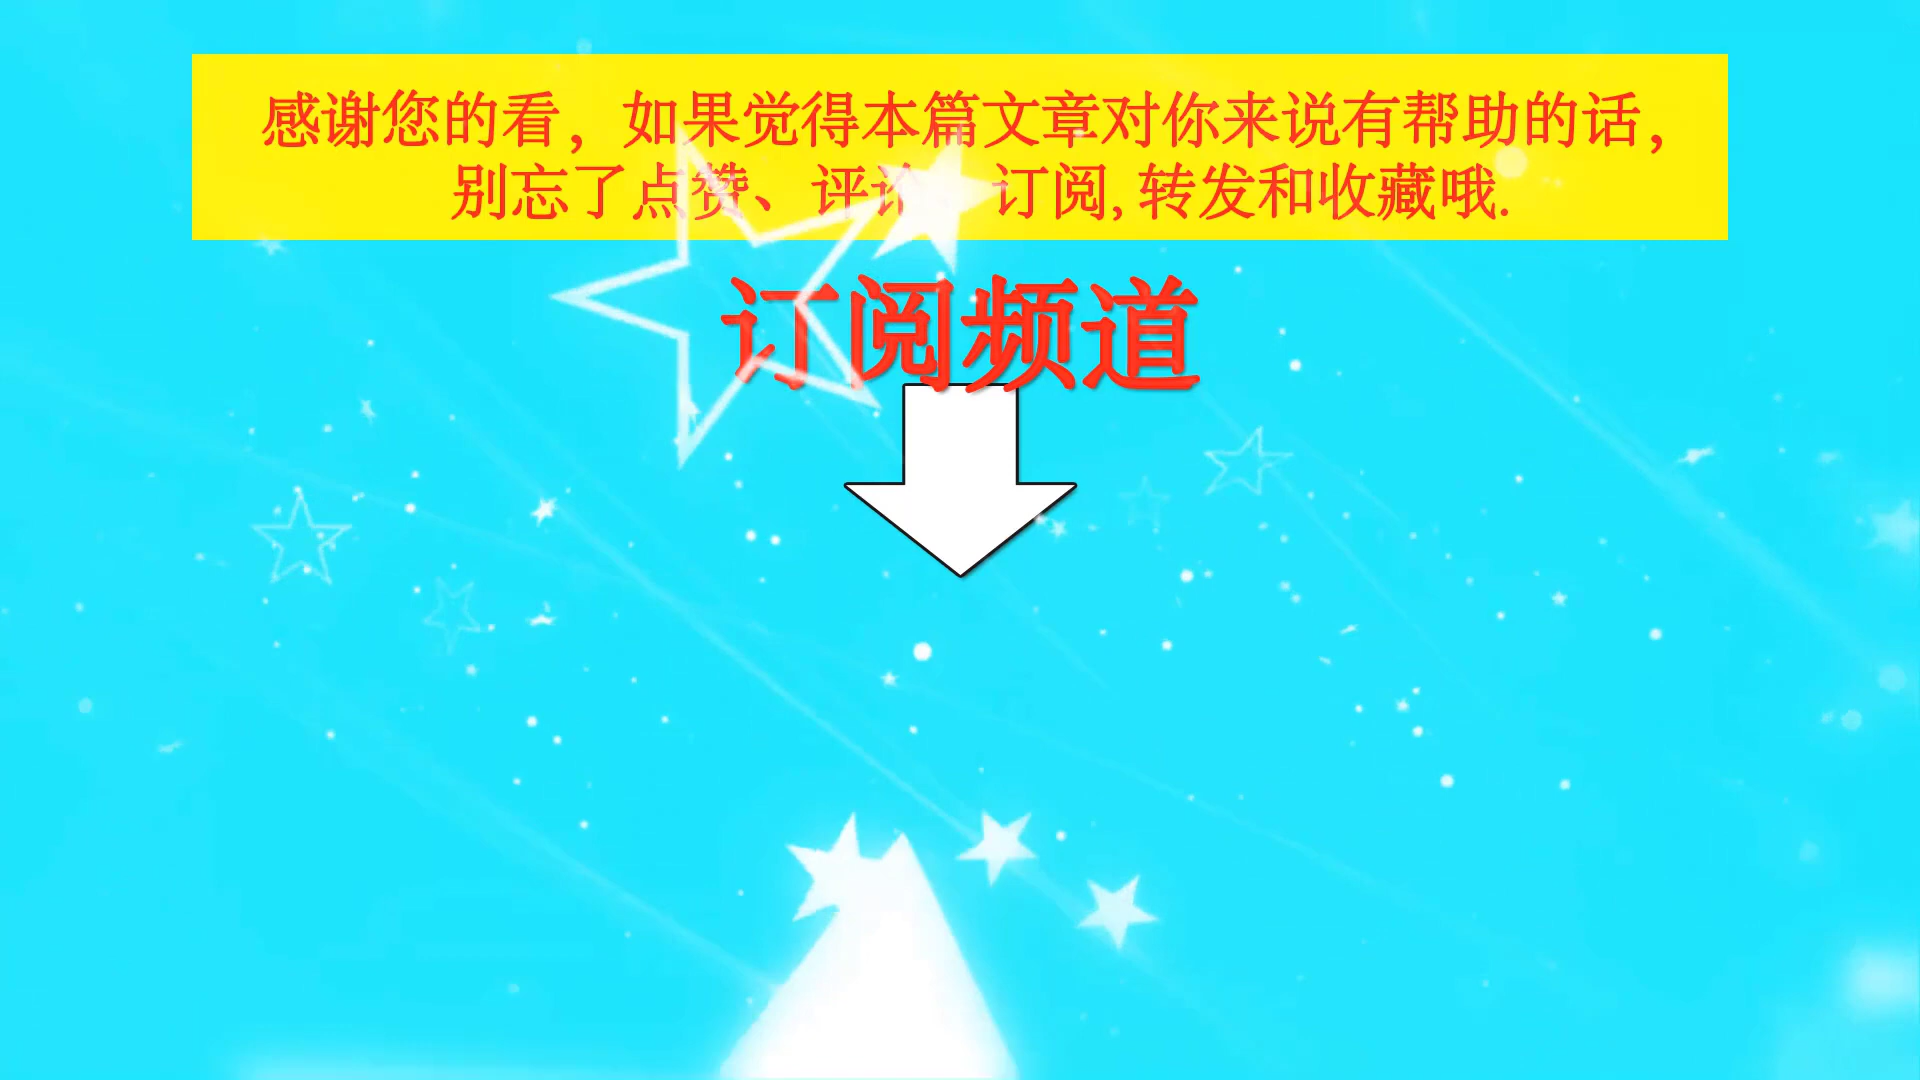 感谢您的看，如果觉得本篇文章对你来说有帮助的话，
别忘了点赞、评论、订阅,转发和收藏哦.
订阅频道